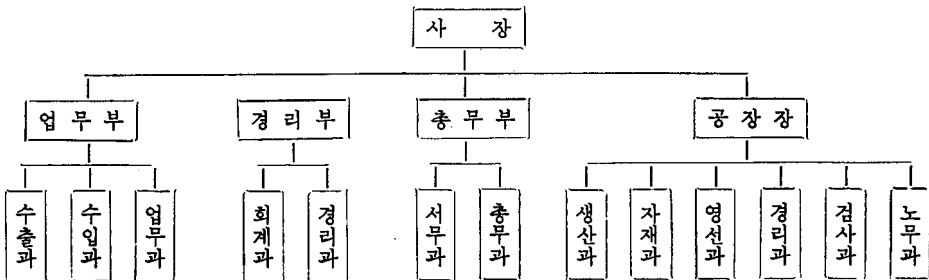 사 장
업 무 부
경 리 부
총 무 부
공 장 장
수출과
수입과
업무과
회계과
경리과
서무과
총무과
생산과
자재과
영선과
경리과
검사과
노무과